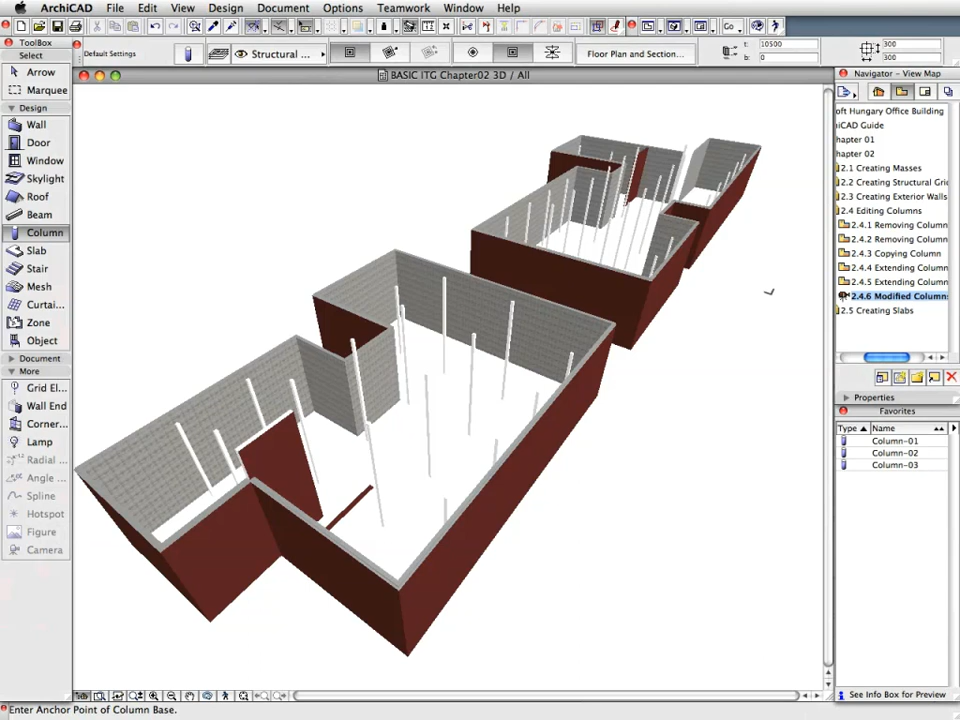 ArchiCAD File Edit View Design Document Options Teamwork Window Help
ToolBox
Select
Arrow
Marquee
Design
Wall
Door
Window
Skylight
Roof
Beam
Column
Slab
Stair
Mesh
Curtai...
Zone
Object
Document
More
Grid El...
Wall End
Corner...
Lamp
Radial ...
Angle ...
Spline
Hotspot
Figure
Camera
Default Settings
Structural ...
Floor Plan and Section...
t: 10500
b: 0
300
300
Go...
BASIC ITG Chapter02 3D / All
Navigator - View Map
oft Hungary Office Building
hiCAD Guide
hapter 01
hapter 02
2.1 Creating Masses
2.2 Creating Structural Gri
2.3 Creating Exterior Walls
2.4 Editing Columns
2.4.1 Removing Column
2.4.2 Removing Column
2.4.3 Copying Column
2.4.4 Extending Column
2.4.5 Extending Column
2.4.6 Modified Column
2.5 Creating Slabs
Properties
Favorites
Type Name
Column-01
Column-02
Column-03
See Info Box for Preview
Enter Anchor Point of Column Base.